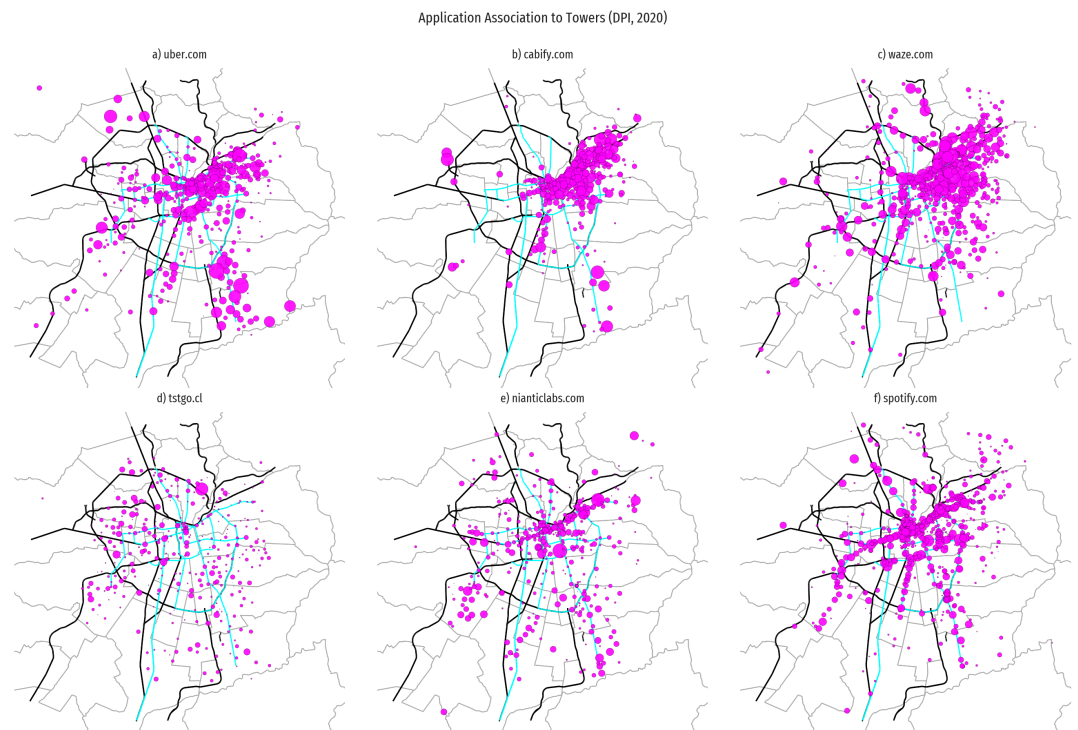 Application Association to Towers (DPI, 2020)
a) uber.com
b) cabify.com
c) waze.com
d) tstgo.cl
e) nianticlabs.com
f) spotify.com